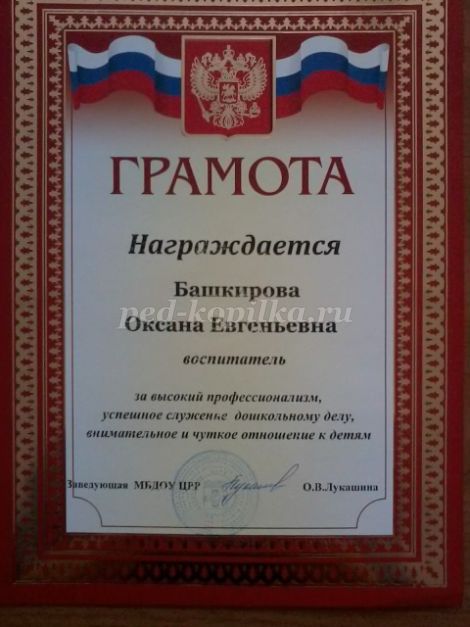 ГРАМОТА
Награждается
Башкирова
ped-kopilka.ru
Оксана Евгеньевна
воспитатель
за высокий профессионализм,
успешное служенье дошкольному делу,
внимательное и чуткое отношение к детям
Заведующая МБДОУ ЦРР О.В.Лукашина